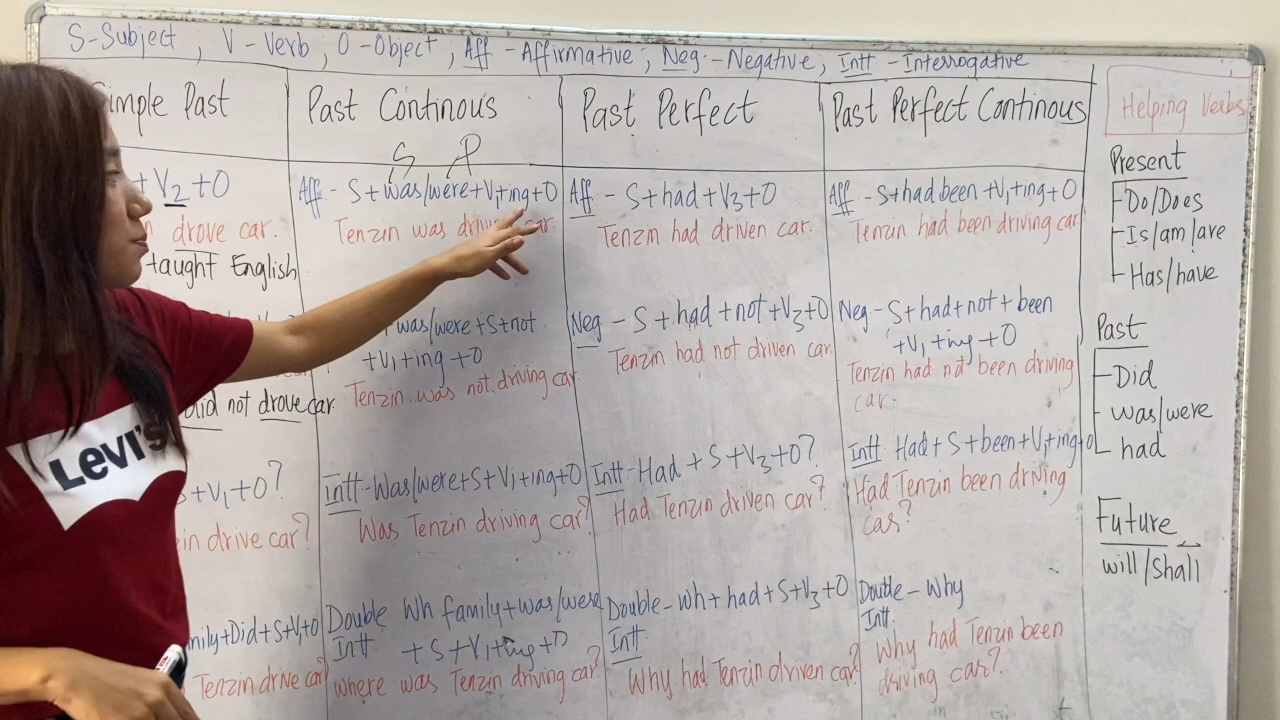 S-Subject ; V-Verb ; O-Object ; Aff -Affirmative ; Neg.-Negative ; Intt -Interrogative
Simple Past
+V2+O
drove car.
taught English
Did not drove car.
S+V1+O?
in drive car?
mily+Did+S+V1+O
Tenzin drive car?
Past Continous
S P
Aff - S+was/were+V1+ing+O
Tenzin was driving car.
was/were+S+not
+V1+ing+O
Tenzin was not driving car
Intt-Was/were+S+V1+ing+O
Was Tenzin driving car?
Double Wh family+was/were
Intt +S+V1+ing+O
where was Tenzin driving car?
Past Perfect
Aff - S+had+V3+O
Tenzin had driven car.
Neg - S+had+not+V3+O
Tenzin had not driven car.
Intt-Had+S+V3+O?
Had Tenzin driven car?
Double-Wh+had+S+V3+O
Intt.
Why had Tenzin driven car?
Past Perfect Continous
Aff - S+had been+V1+ing+O
Tenzin had been driving car
Neg-S+had+not+been
+V1+ing+O
Tenzin had not been driving
car.
Intt Had+S+been+V1+ing+O
Had Tenzin been driving
car?
Double - Why
Intt.
Why had Tenzin been
driving car?
Helping Verbs
Present
Do/Does
Is/am/are
Has/have
Past
Did
was/were
had
Future
will/Shall
Levi's